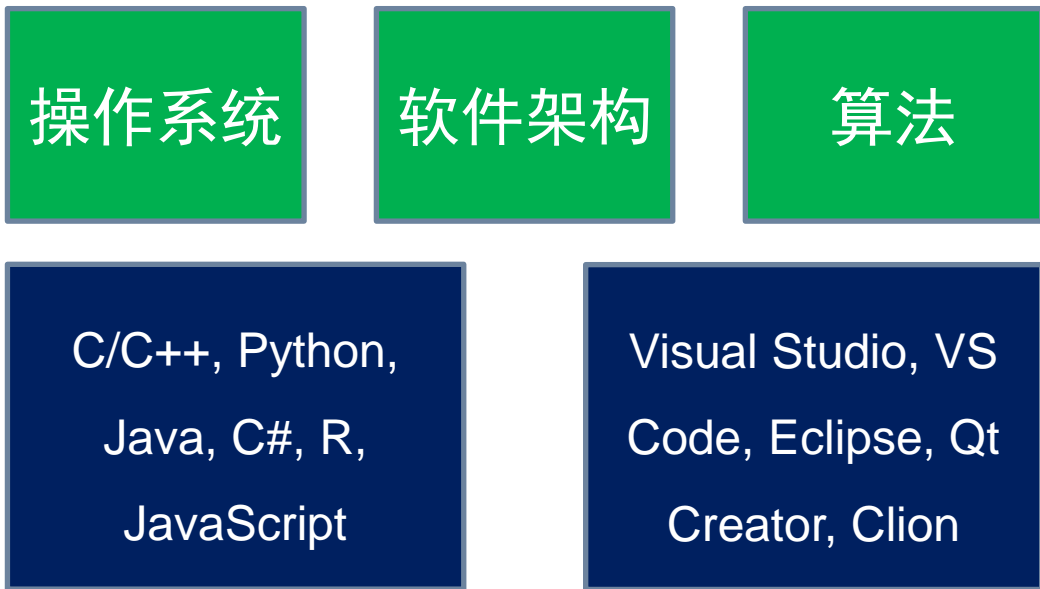 操作系统
软件架构
算法
C/C++, Python,
Java, C#, R,
JavaScript
Visual Studio, VS
Code, Eclipse, Qt
Creator, Clion